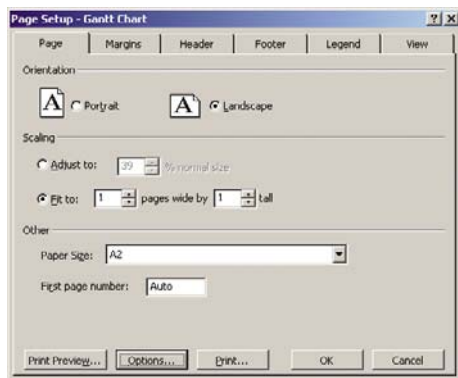 Page Setup - Gantt Chart
Page Margins Header Footer Legend View
Orientation
A Portrait A Landscape
Scaling
Adjust to: 39 % normal size
Fit to: 1 pages wide by 1 tall
Other
Paper Size: A2
First page number: Auto
Print Preview... Options... Print... OK Cancel